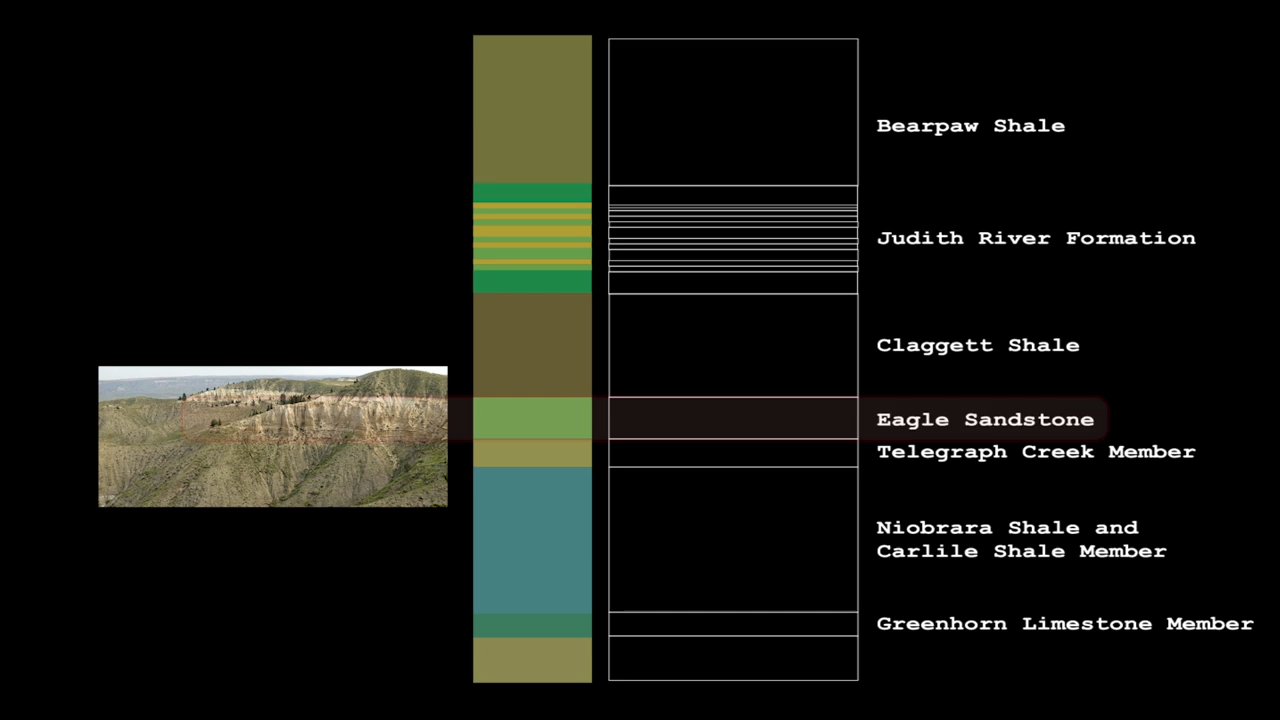 Bearpaw Shale
Judith River Formation
Claggett Shale
Eagle Sandstone
Telegraph Creek Member
Niobrara Shale and
Carlile Shale Member
Greenhorn Limestone Member